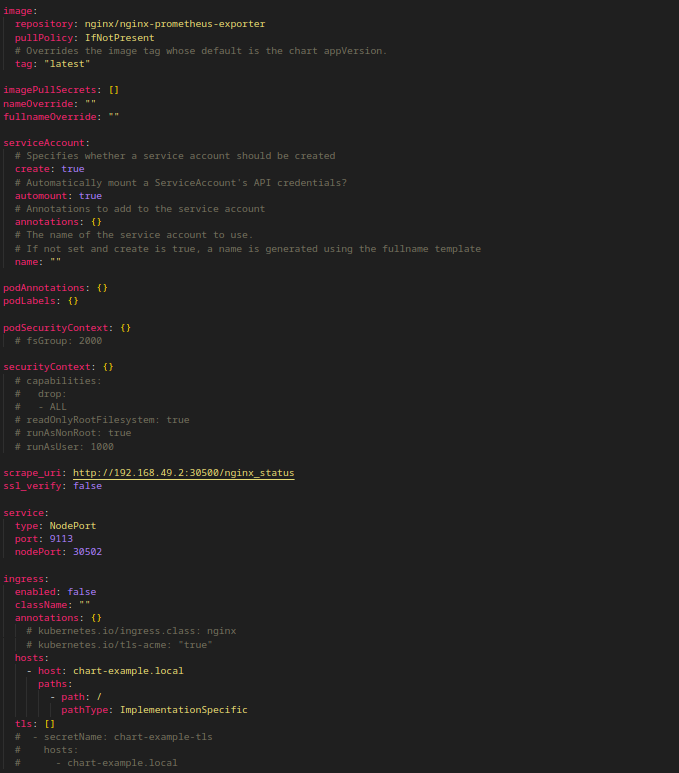 image:
  repository: nginx/nginx-prometheus-exporter
  pullPolicy: IfNotPresent
  # Overrides the image tag whose default is the chart appVersion.
  tag: "latest"

imagePullSecrets: []
nameOverride: ""
fullnameOverride: ""

serviceAccount:
  # Specifies whether a service account should be created
  create: true
  # Automatically mount a ServiceAccount's API credentials?
  automount: true
  # Annotations to add to the service account
  annotations: {}
  # The name of the service account to use.
  # If not set and create is true, a name is generated using the fullname template
  name: ""

podAnnotations: {}
podLabels: {}

podSecurityContext: {}
  # fsGroup: 2000

securityContext: {}
  # capabilities:
  #   drop:
  #   - ALL
  # readOnlyRootFilesystem: true
  # runAsNonRoot: true
  # runAsUser: 1000

scrape_uri: http://192.168.49.2:30500/nginx_status
ssl_verify: false

service:
  type: NodePort
  port: 9113
  nodePort: 30502

ingress:
  enabled: false
  className: ""
  annotations: {}
    # kubernetes.io/ingress.class: nginx
    # kubernetes.io/tls-acme: "true"
  hosts:
    - host: chart-example.local
      paths:
        - path: /
          pathType: ImplementationSpecific
  tls: []
  #  - secretName: chart-example-tls
  #    hosts:
  #      - chart-example.local